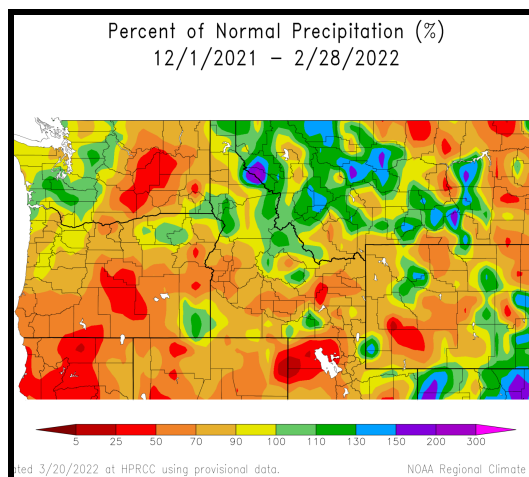 Percent of Normal Precipitation (%)
12/1/2021 – 2/28/2022
5 25 50 70 90 100 110 130 150 200 300
ated 3/20/2022 at HPRCC using provisional data. NOAA Regional Climate